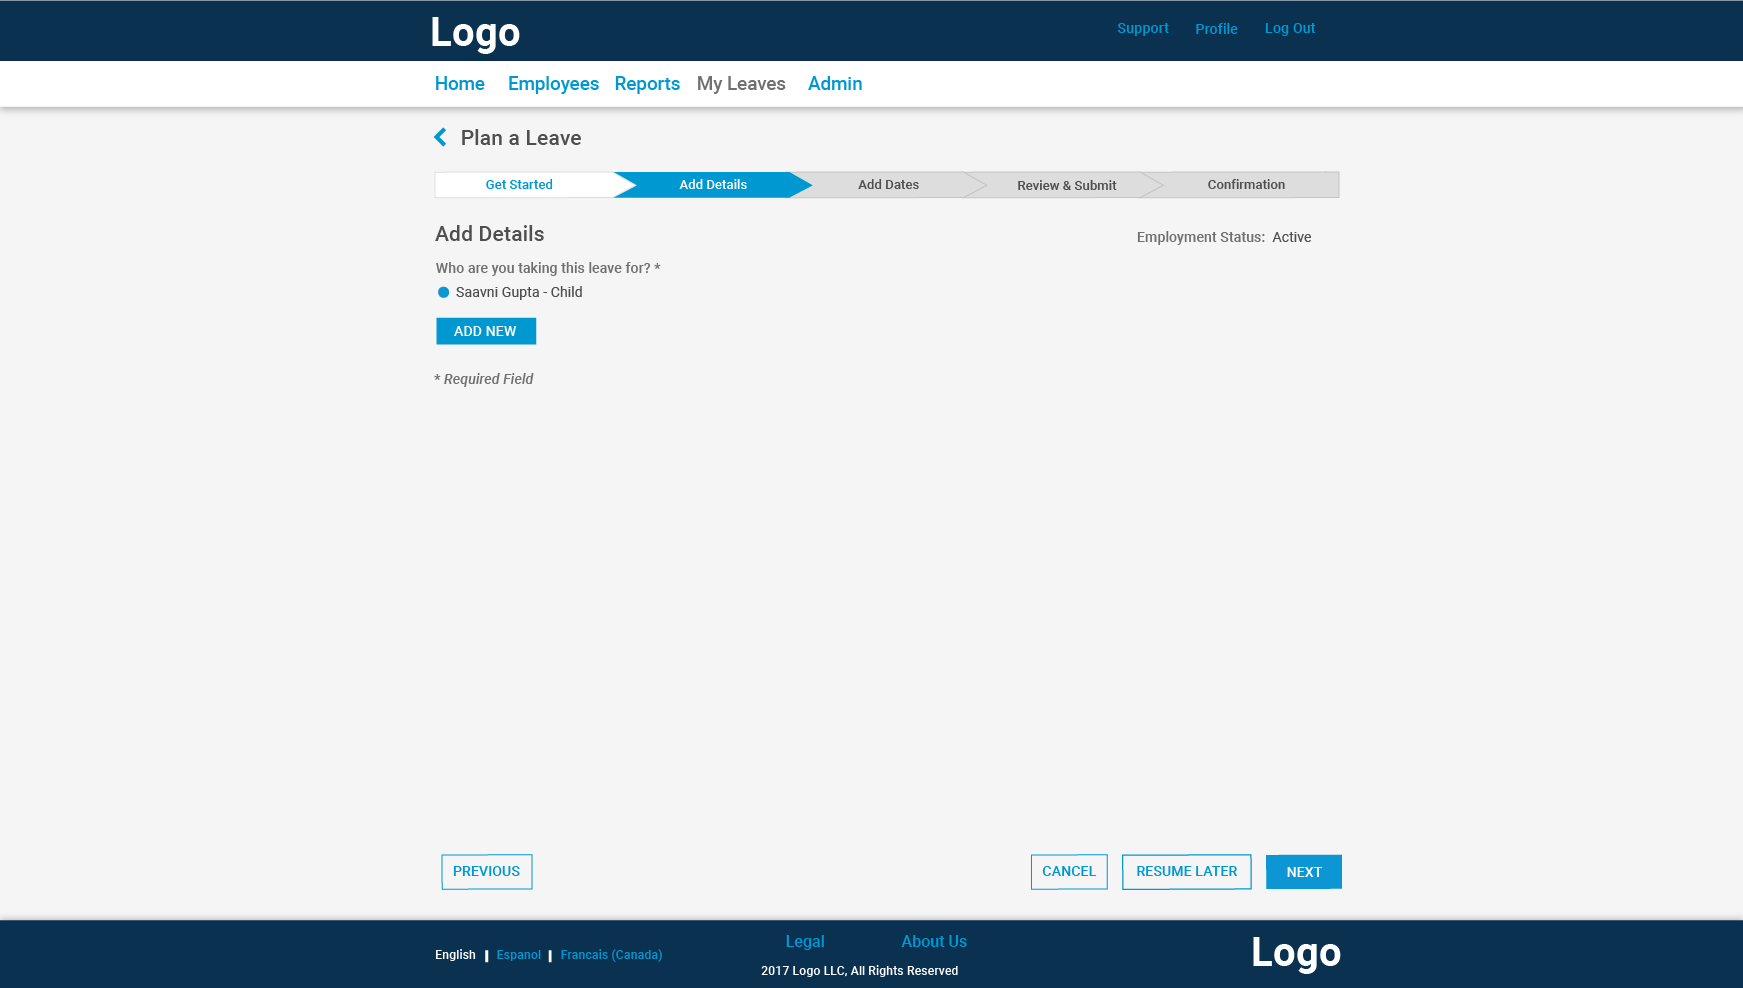 Logo
Support Profile Log Out
Home Employees Reports My Leaves Admin
Plan a Leave
Get Started Add Details Add Dates Review & Submit Confirmation
Add Details
Employment Status: Active
Who are you taking this leave for? *
Saavni Gupta - Child
ADD NEW
* Required Field
PREVIOUS CANCEL RESUME LATER NEXT
Legal About Us
English | Espanol | Francais (Canada)
Logo
2017 Logo LLC, All Rights Reserved